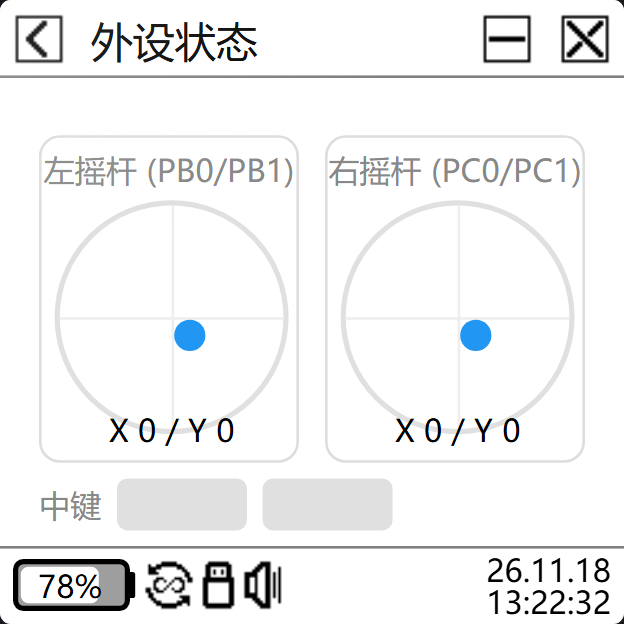 外设状态
左摇杆 (PB0/PB1)
右摇杆 (PC0/PC1)
X 0 / Y 0
X 0 / Y 0
中键
78%
26.11.18
13:22:32